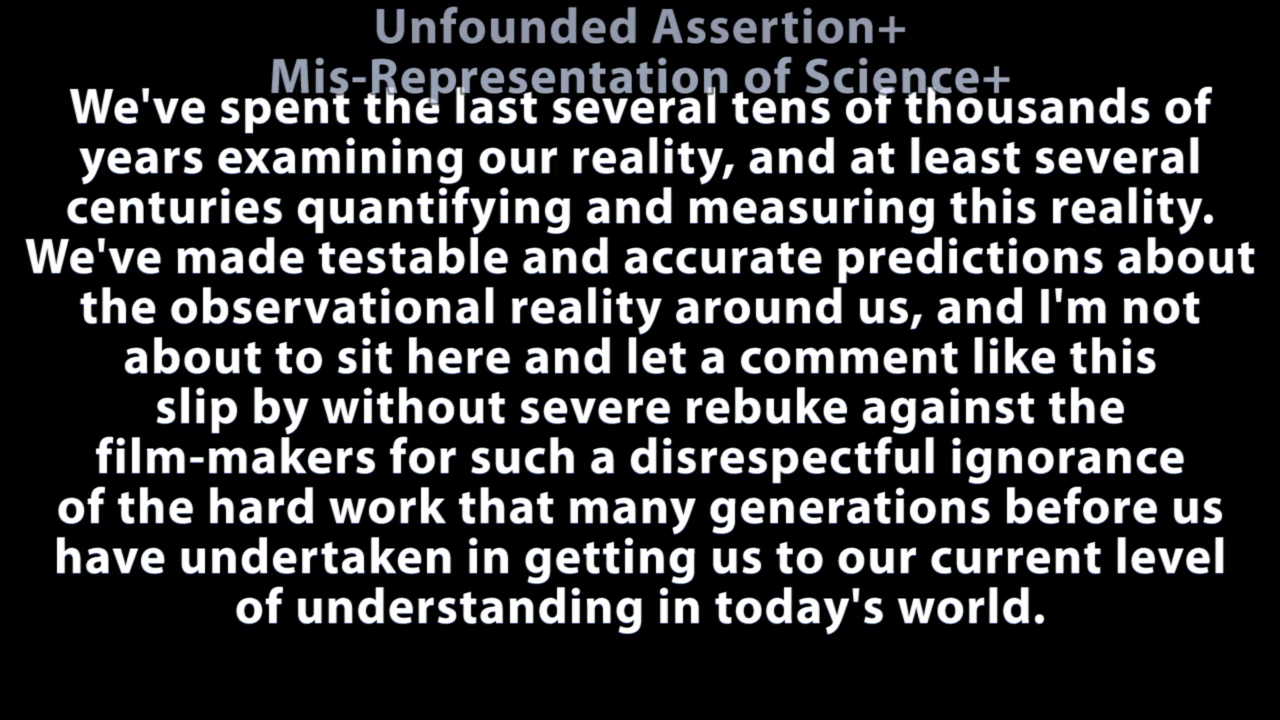 Unfounded Assertion+
Mis-Representation of Science+
We've spent the last several tens of thousands of
years examining our reality, and at least several
centuries quantifying and measuring this reality.
We've made testable and accurate predictions about
the observational reality around us, and I'm not
about to sit here and let a comment like this
slip by without severe rebuke against the
film-makers for such a disrespectful ignorance
of the hard work that many generations before us
have undertaken in getting us to our current level
of understanding in today's world.